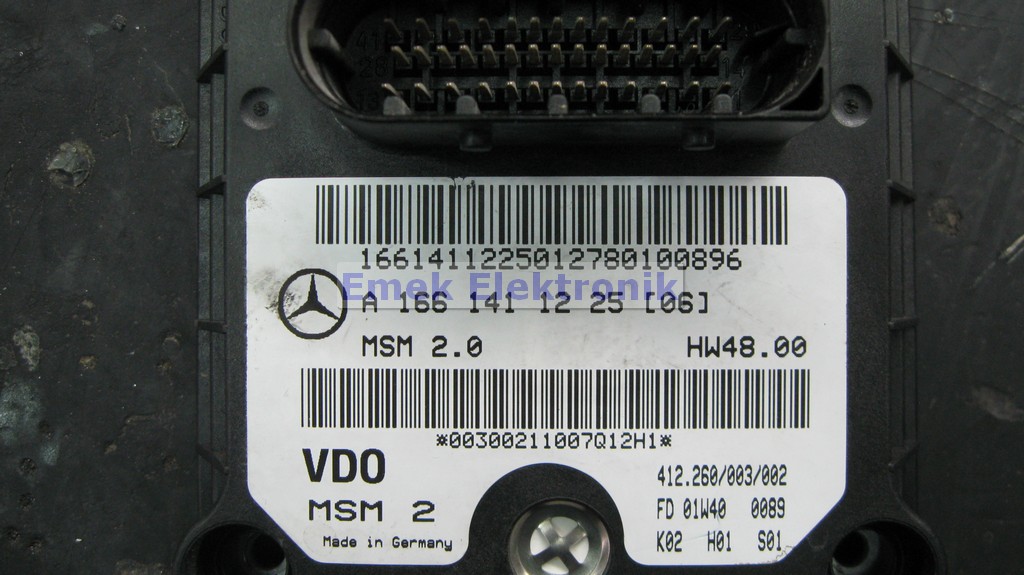 1661411225012780100896
Emek Elektronik
A 166 141 12 25 [06]
MSM 2.0 HW48.00
*00300211007Q12H1*
VDO 412.260/003/002
MSM 2 FD 01W40 0089
Made in Germany K02 H01 S01